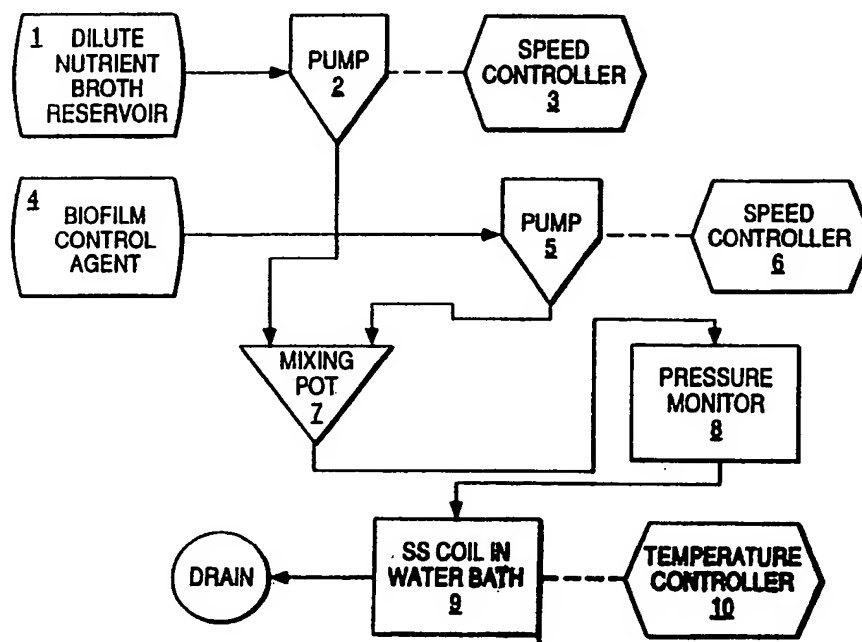 1 DILUTE
NUTRIENT
BROTH
RESERVOIR
PUMP
2
SPEED
CONTROLLER
3
4
BIOFILM
CONTROL
AGENT
PUMP
5
SPEED
CONTROLLER
6
MIXING
POT
7
PRESSURE
MONITOR
8
DRAIN
SS COIL IN
WATER BATH
9
TEMPERATURE
CONTROLLER
10